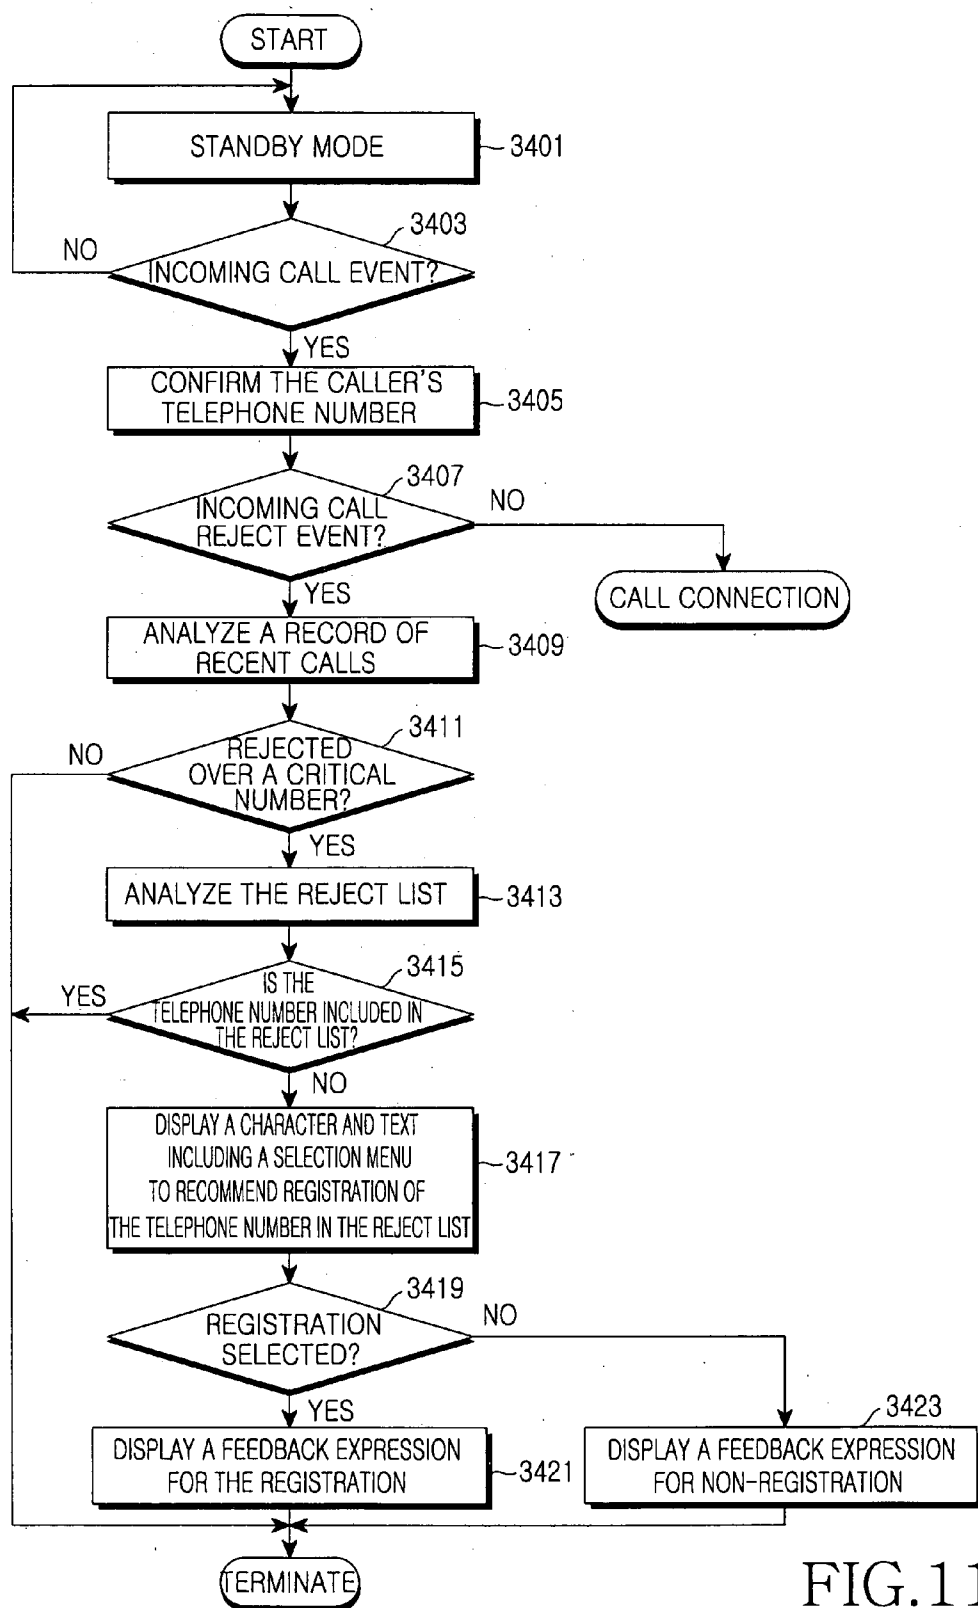 START
STANDBY MODE
3401
3403
NO
INCOMING CALL EVENT?
YES
CONFIRM THE CALLER'S
TELEPHONE NUMBER
3405
3407
INCOMING CALL
REJECT EVENT?
NO
YES
CALL CONNECTION
ANALYZE A RECORD OF
RECENT CALLS
3409
3411
NO
REJECTED
OVER A CRITICAL
NUMBER?
YES
ANALYZE THE REJECT LIST
3413
3415
YES
IS THE
TELEPHONE NUMBER INCLUDED IN
THE REJECT LIST?
NO
DISPLAY A CHARACTER AND TEXT
INCLUDING A SELECTION MENU
TO RECOMMEND REGISTRATION OF
THE TELEPHONE NUMBER IN THE REJECT LIST
3417
3419
REGISTRATION
SELECTED?
NO
YES
3423
DISPLAY A FEEDBACK EXPRESSION
FOR THE REGISTRATION
3421
DISPLAY A FEEDBACK EXPRESSION
FOR NON-REGISTRATION
TERMINATE
FIG.11